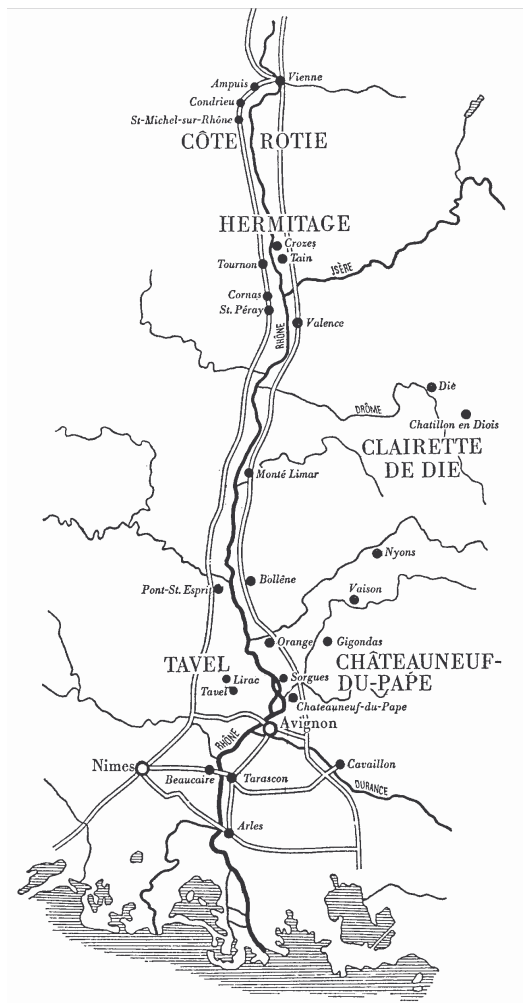 Vienne
Ampuis
Condrieu
St-Michel-sur-Rhône
CÔTE ROTIE
HERMITAGE
Crozes
Tain
Tournon
ISÈRE
Cornas
St. Péray
Valence
RHÔNE
Diè
DRÔME
Chatillon en Diois
CLAIRETTE
DE DIE
Monté Limar
Nyons
Bollêne
Pont-St. Esprit
Vaison
Orange
Gigondas
TAVEL
CHÂTEAUNEUF-
DU-PAPE
Lirac
Sorgues
Tavel
Chateauneuf-du-Pape
Avignon
RHÔNE
Nimes
Cavaillon
Beaucaire
Tarascon
DURANCE
Arles